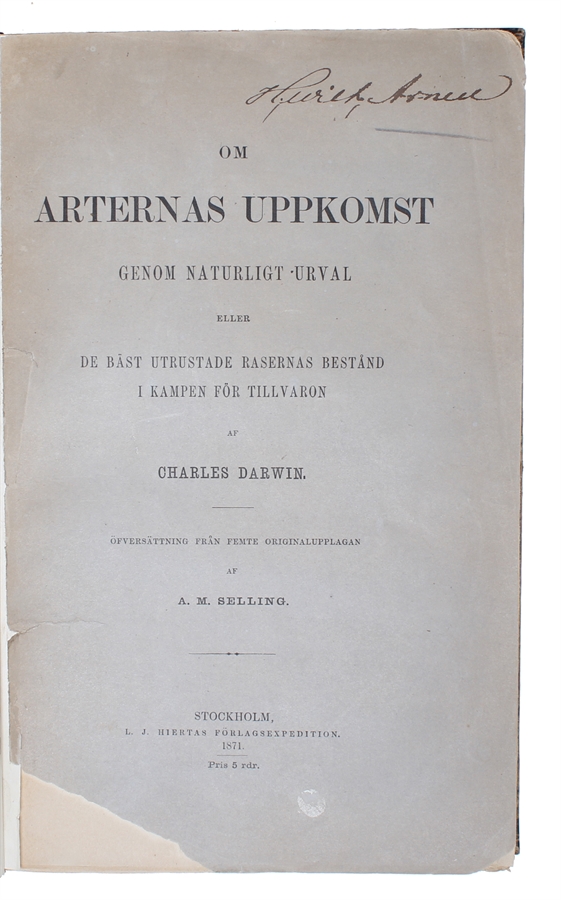 OM
ARTERNAS UPPKOMST
GENOM NATURLIGT URVAL
ELLER
DE BÄST UTRUSTADE RASERNAS BESTÅND
I KAMPEN FÖR TILLVARON
AF
CHARLES DARWIN.
ÖFVERSÄTTNING FRÅN FEMTE ORIGINALUPPLAGAN
AF
A. M. SELLING.
STOCKHOLM,
L. J. HIERTAS FÖRLAGSEXPEDITION.
1871.
Pris 5 rdr.